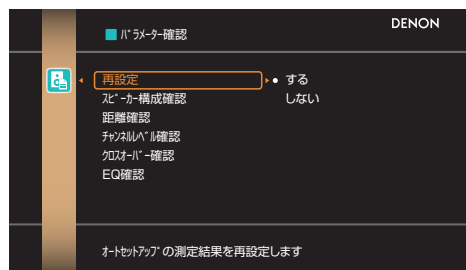 DENON
ﾊﾟﾗﾒｰﾀｰ確認
再設定
する
ｽﾋﾟｰｶｰ構成確認
しない
距離確認
ﾁｬﾝﾈﾙﾚﾍﾞﾙ確認
ｸﾛｽｵｰﾊﾞｰ確認
EQ確認
ｵｰﾄｾｯﾄｱｯﾌﾟの測定結果を再設定します